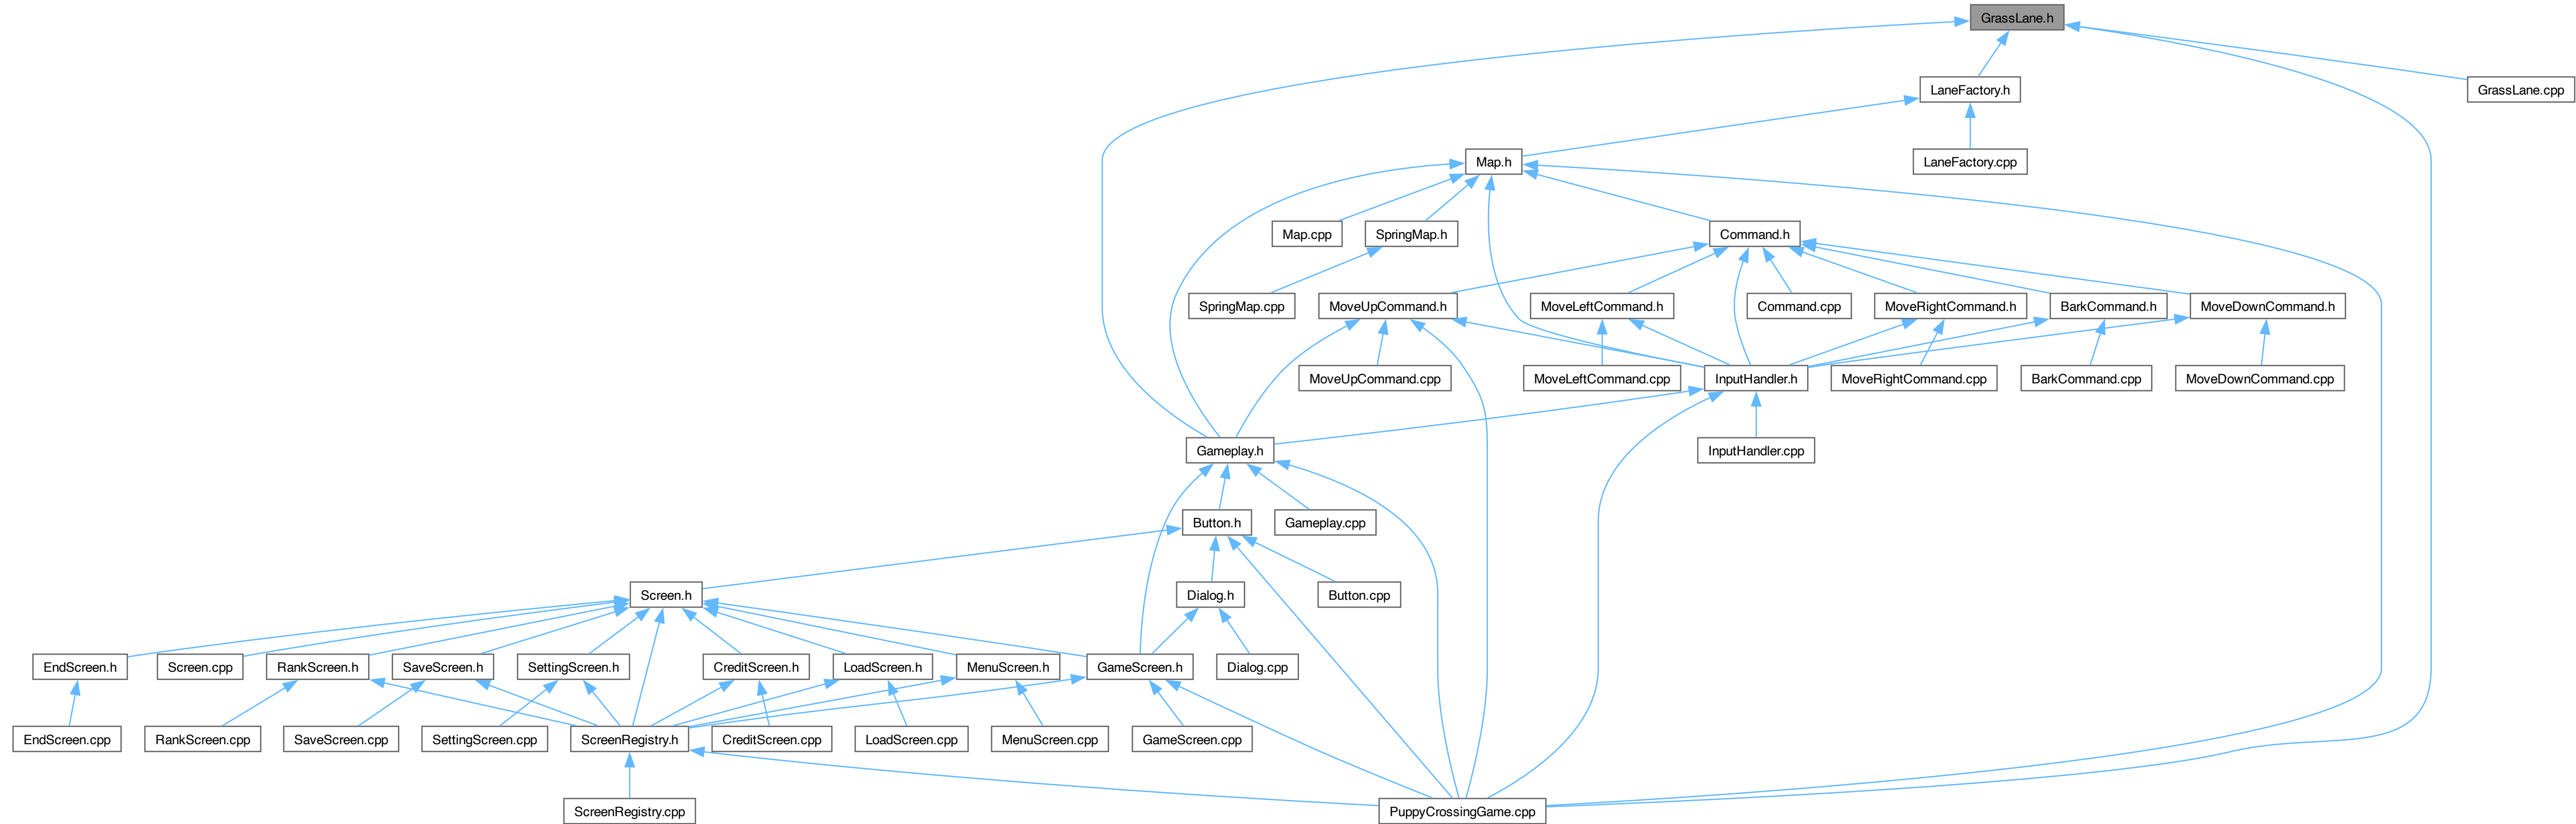 GrassLane.h
LaneFactory.h
GrassLane.cpp
Map.h
LaneFactory.cpp
Map.cpp
SpringMap.h
Command.h
SpringMap.cpp
MoveUpCommand.h
MoveLeftCommand.h
Command.cpp
MoveRightCommand.h
BarkCommand.h
MoveDownCommand.h
MoveUpCommand.cpp
MoveLeftCommand.cpp
InputHandler.h
MoveRightCommand.cpp
BarkCommand.cpp
MoveDownCommand.cpp
Gameplay.h
InputHandler.cpp
Button.h
Gameplay.cpp
Screen.h
Dialog.h
Button.cpp
EndScreen.h
Screen.cpp
RankScreen.h
SaveScreen.h
SettingScreen.h
CreditScreen.h
LoadScreen.h
MenuScreen.h
GameScreen.h
Dialog.cpp
EndScreen.cpp
RankScreen.cpp
SaveScreen.cpp
SettingScreen.cpp
ScreenRegistry.h
CreditScreen.cpp
LoadScreen.cpp
MenuScreen.cpp
GameScreen.cpp
ScreenRegistry.cpp
PuppyCrossingGame.cpp